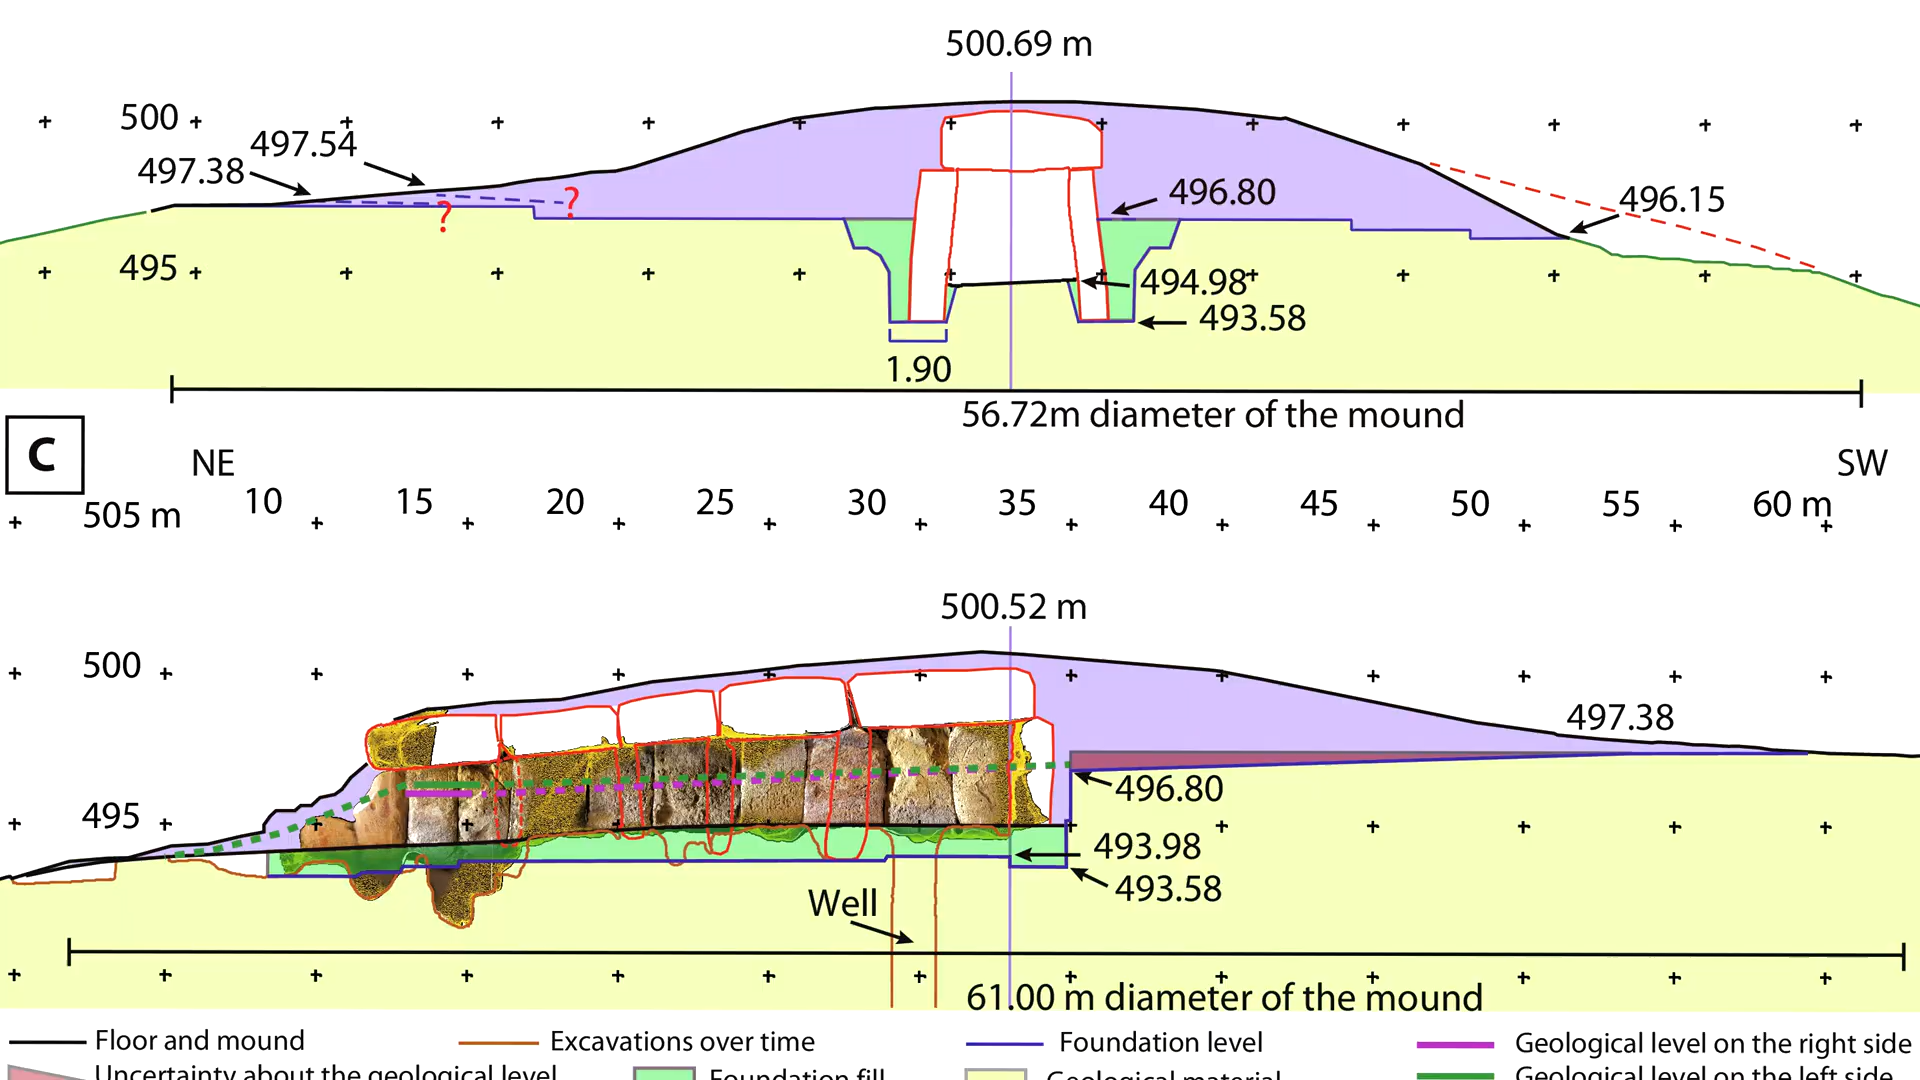 500.69 m
500
497.54
497.38
?
?
496.80
496.15
495
494.98
493.58
1.90
56.72m diameter of the mound
C
NE
SW
10 15 20 25 30 35 40 45 50 55 60 m
505 m
500.52 m
500
497.38
496.80
495
493.98
493.58
Well
61.00 m diameter of the mound
Floor and mound
Excavations over time
Foundation level
Geological level on the right side
Uncertainty about the geological level
Foundation fill
Geological material
Geological level on the left side